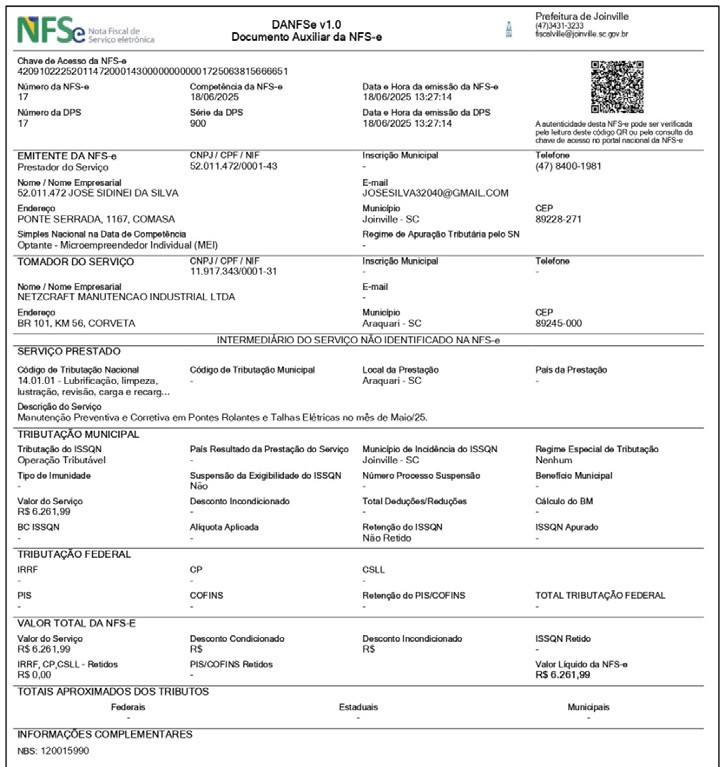 NFSe Nota Fiscal de
Serviço eletrônica
DANFSe v1.0
Documento Auxiliar da NFS-e
Prefeitura de Joinville
(47)3431-3233
fiscalville@joinville.sc.gov.br
Chave de Acesso da NFS-e
42091022252011472000143000000000001725063815666651
Número da NFS-e Competência da NFS-e Data e Hora da emissão da NFS-e
17 18/06/2025 18/06/2025 13:27:14
Número da DPS Série da DPS Data e Hora da emissão da DPS
17 900 18/06/2025 13:27:14
A autenticidade desta NFS-e pode ser verificada
pela leitura deste código QR ou pela consulta da
chave de acesso no portal nacional da NFS-e
EMITENTE DA NFS-e CNPJ / CPF / NIF Inscrição Municipal Telefone
Prestador do Serviço 52.011.472/0001-43 - (47) 8400-1981
Nome / Nome Empresarial E-mail
52.011.472 JOSE SIDINEI DA SILVA JOSESILVA32040@GMAIL.COM
Endereço Município CEP
PONTE SERRADA, 1167, COMASA Joinville - SC 89228-271
Simples Nacional na Data de Competência Regime de Apuração Tributária pelo SN
Optante - Microempreendedor Individual (MEI) -
TOMADOR DO SERVIÇO CNPJ / CPF / NIF Inscrição Municipal Telefone
11.917.343/0001-31 - -
Nome / Nome Empresarial E-mail
NETZCRAFT MANUTENCAO INDUSTRIAL LTDA -
Endereço Município CEP
BR 101, KM 56, CORVETA Araquari - SC 89245-000
INTERMEDIÁRIO DO SERVIÇO NÃO IDENTIFICADO NA NFS-e
SERVIÇO PRESTADO
Código de Tributação Nacional Código de Tributação Municipal Local da Prestação País da Prestação
14.01.01 - Lubrificação, limpeza, - Araquari - SC -
lustração, revisão, carga e recarg...
Descrição do Serviço
Manutenção Preventiva e Corretiva em Pontes Rolantes e Talhas Elétricas no mês de Maio/25.
TRIBUTAÇÃO MUNICIPAL
Tributação do ISSQN País Resultado da Prestação do Serviço Município de Incidência do ISSQN Regime Especial de Tributação
Operação Tributável - Joinville - SC Nenhum
Tipo de Imunidade Suspensão da Exigibilidade do ISSQN Número Processo Suspensão Benefício Municipal
- Não - -
Valor do Serviço Desconto Incondicionado Total Deduções/Reduções Cálculo do BM
R$ 6.261,99 - - -
BC ISSQN Alíquota Aplicada Retenção do ISSQN ISSQN Apurado
- - Não Retido -
TRIBUTAÇÃO FEDERAL
IRRF CP CSLL
- - -
PIS COFINS Retenção do PIS/COFINS TOTAL TRIBUTAÇÃO FEDERAL
- - - -
VALOR TOTAL DA NFS-E
Valor do Serviço Desconto Condicionado Desconto Incondicionado ISSQN Retido
R$ 6.261,99 R$ R$ -
IRRF, CP,CSLL - Retidos PIS/COFINS Retidos Valor Líquido da NFS-e
R$ 0,00 - R$ 6.261,99
TOTAIS APROXIMADOS DOS TRIBUTOS
Federais Estaduais Municipais
- - -
INFORMAÇÕES COMPLEMENTARES
NBS: 120015990